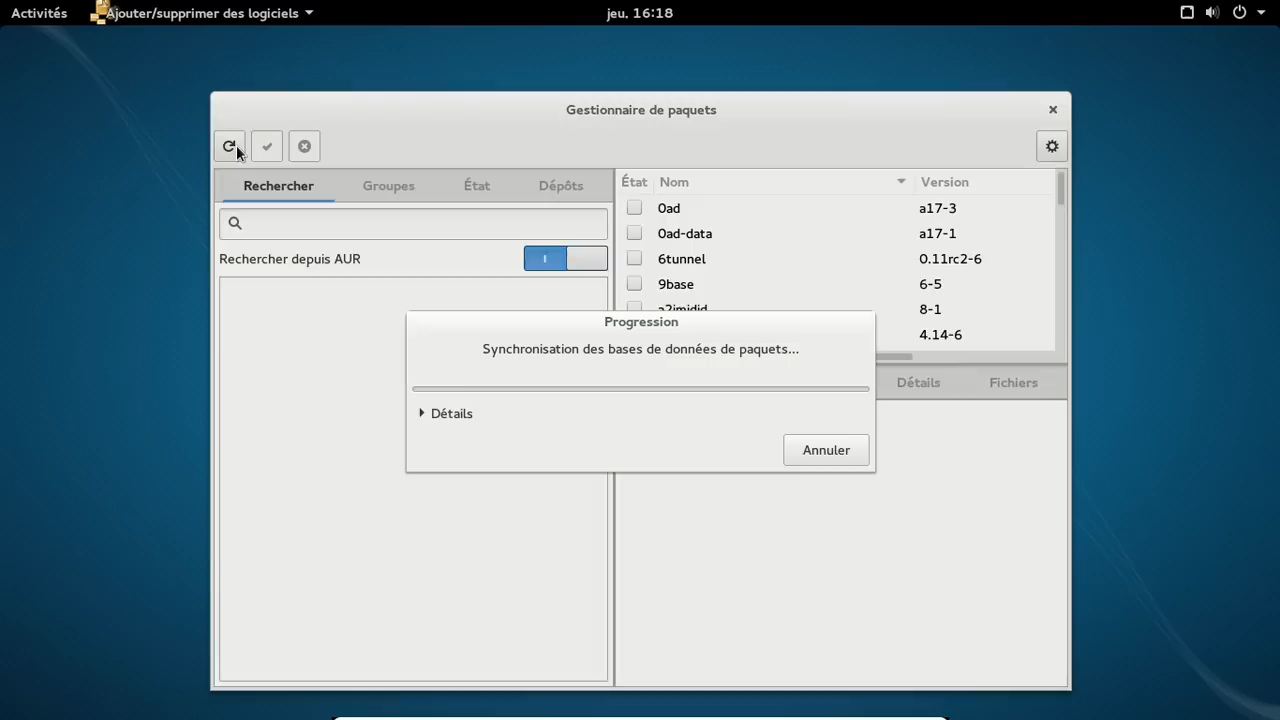 Activités
Ajouter/supprimer des logiciels
jeu. 16:18
Gestionnaire de paquets
Rechercher Groupes État Dépôts
Rechercher depuis AUR
État Nom Version
0ad a17-3
0ad-data a17-1
6tunnel 0.11rc2-6
9base 6-5
a2jmidid 8-1
4.14-6
Détails Fichiers
Progression
Synchronisation des bases de données de paquets...
Détails
Annuler